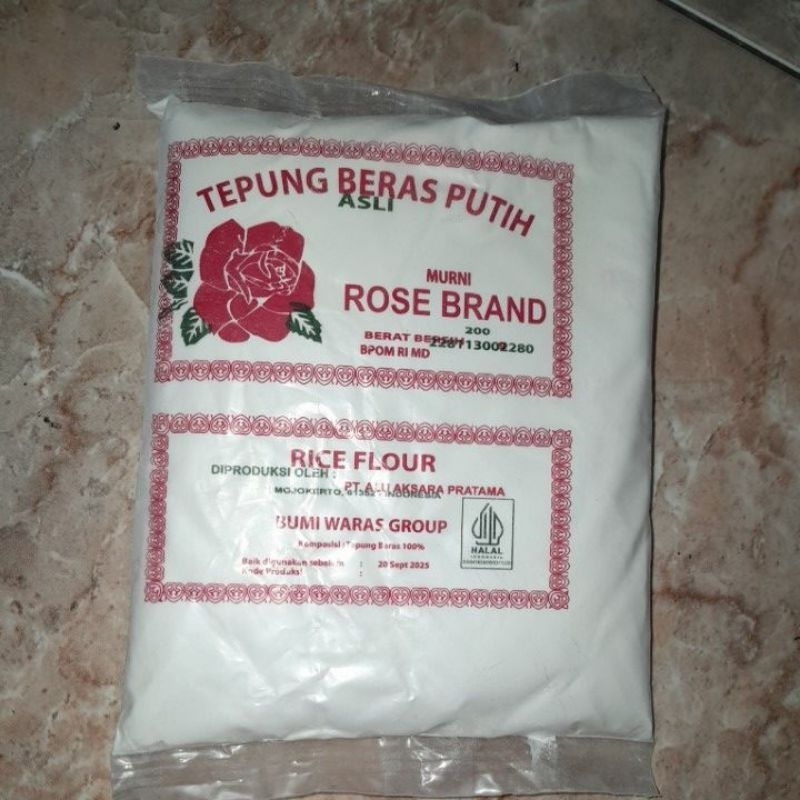 TEPUNG BERAS PUTIH
ASLI
MURNI
ROSE BRAND
200
BERAT BERSIH
228113002280
BPOM RI MD
RICE FLOUR
DIPRODUKSI OLEH :
PT. ALU AKSARA PRATAMA
MOJOKERTO, INDONESIA
BUMI WARAS GROUP
Komposisi : Tepung Beras 100%
HALAL
INDONESIA
Baik digunakan sebelum : 20 Sept 2025
Kode Produksi :